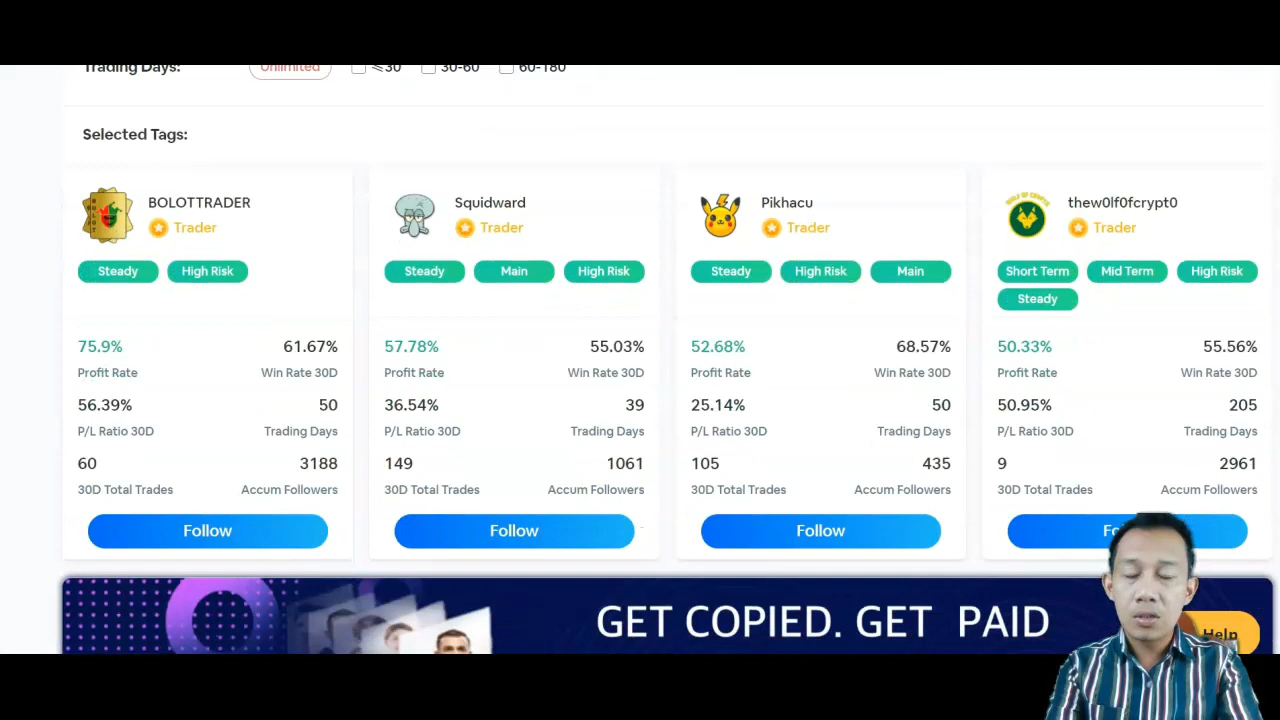 Trading Days: Unlimited ≤30 30-60 60-180
Selected Tags:
BOLOTTRADER
Trader
Steady High Risk
75.9% 61.67%
Profit Rate Win Rate 30D
56.39% 50
P/L Ratio 30D Trading Days
60 3188
30D Total Trades Accum Followers
Follow
Squidward
Trader
Steady Main High Risk
57.78% 55.03%
Profit Rate Win Rate 30D
36.54% 39
P/L Ratio 30D Trading Days
149 1061
30D Total Trades Accum Followers
Follow
Pikhacu
Trader
Steady High Risk Main
52.68% 68.57%
Profit Rate Win Rate 30D
25.14% 50
P/L Ratio 30D Trading Days
105 435
30D Total Trades Accum Followers
Follow
thew0lf0fcrypt0
Trader
Short Term Mid Term High Risk
Steady
50.33% 55.56%
Profit Rate Win Rate 30D
50.95% 205
P/L Ratio 30D Trading Days
9 2961
30D Total Trades Accum Followers
Fo
GET COPIED. GET PAID
Help